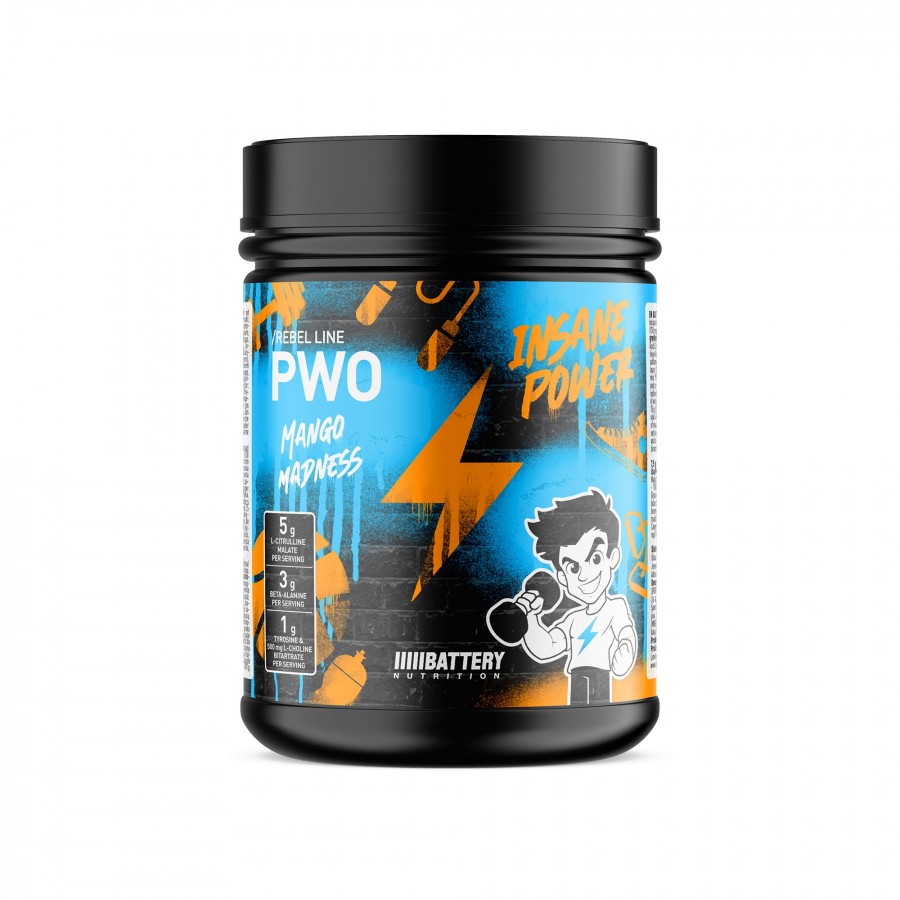 /REBEL LINE
PWO
MANGO
MADNESS
INSANE
POWER
5 g
L-CITRULLINE
MALATE
PER SERVING
3 g
BETA-ALANINE
PER SERVING
1 g
TYROSINE &
500 mg L-CHOLINE
BITARTRATE
PER SERVING
BATTERY
NUTRITION